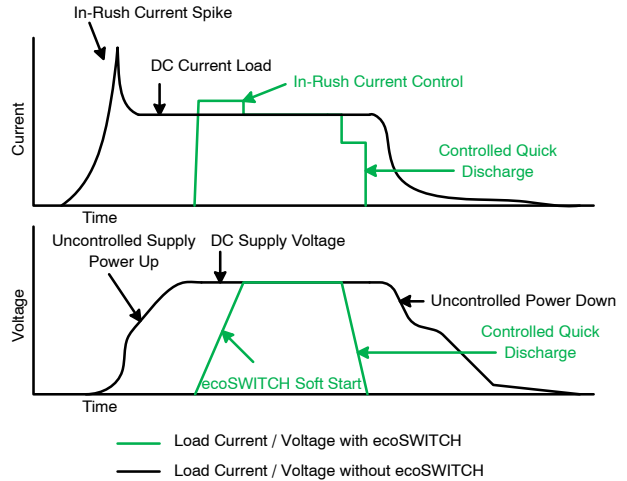 In-Rush Current Spike
DC Current Load
In-Rush Current Control
Current
Controlled Quick
Discharge
Time
Uncontrolled Supply
Power Up
DC Supply Voltage
Voltage
Uncontrolled Power Down
Controlled Quick
Discharge
ecoSWITCH Soft Start
Time
Load Current / Voltage with ecoSWITCH
Load Current / Voltage without ecoSWITCH